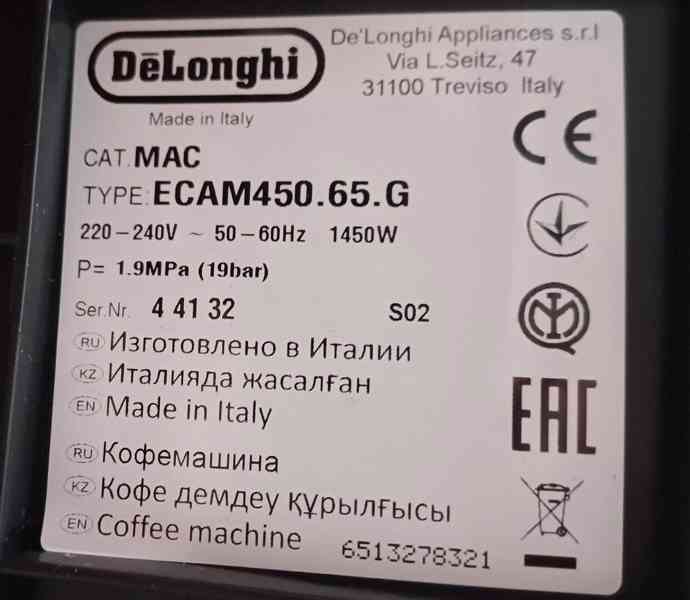 DēLonghi
De'Longhi Appliances s.r.l
Via L.Seitz, 47
31100 Treviso Italy
Made in Italy
CAT. MAC
TYPE: ECAM450.65.G
220–240V ~ 50–60Hz 1450W
P= 1.9MPa (19bar)
Ser.Nr. 4 41 32 S02
RU Изготовлено в Италии
KZ Италияда жасалған
EN Made in Italy
RU Кофемашина
KZ Кофе демдеу құрылғысы
EN Coffee machine 6513278321
CE
IMQ
EAC